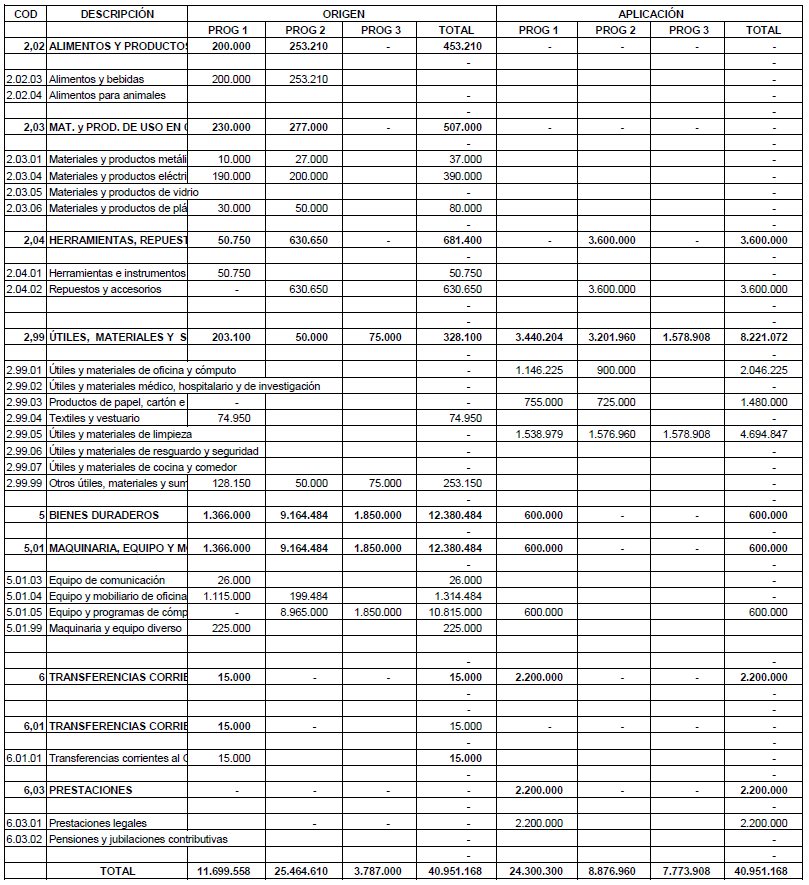 COD DESCRIPCIÓN ORIGEN APLICACIÓN
PROG 1 PROG 2 PROG 3 TOTAL PROG 1 PROG 2 PROG 3 TOTAL
2,02 ALIMENTOS Y PRODUCTOS 200.000 253.210 - 453.210 - - - -
- -
2.02.03 Alimentos y bebidas 200.000 253.210 -
2.02.04 Alimentos para animales - -
- -
2,03 MAT. y PROD. DE USO EN C 230.000 277.000 - 507.000 - - - -
- -
2.03.01 Materiales y productos metáli 10.000 27.000 37.000 -
2.03.04 Materiales y productos eléctri 190.000 200.000 390.000 -
2.03.05 Materiales y productos de vidrio - -
2.03.06 Materiales y productos de plá 30.000 50.000 80.000 -
- -
2,04 HERRAMIENTAS, REPUEST 50.750 630.650 - 681.400 - 3.600.000 - 3.600.000
- -
2.04.01 Herramientas e instrumentos 50.750 50.750 -
2.04.02 Repuestos y accesorios - 630.650 630.650 3.600.000 3.600.000
- -
- -
2,99 ÚTILES, MATERIALES Y S 203.100 50.000 75.000 328.100 3.440.204 3.201.960 1.578.908 8.221.072
- -
2.99.01 Útiles y materiales de oficina y cómputo - 1.146.225 900.000 2.046.225
2.99.02 Útiles y materiales médico, hospitalario y de investigación - -
2.99.03 Productos de papel, cartón e - - 755.000 725.000 1.480.000
2.99.04 Textiles y vestuario 74.950 74.950 -
2.99.05 Útiles y materiales de limpieza - 1.538.979 1.576.960 1.578.908 4.694.847
2.99.06 Útiles y materiales de resguardo y seguridad - -
2.99.07 Útiles y materiales de cocina y comedor - -
2.99.99 Otros útiles, materiales y sum 128.150 50.000 75.000 253.150 -
- -
5 BIENES DURADEROS 1.366.000 9.164.484 1.850.000 12.380.484 600.000 - - 600.000
- -
5,01 MAQUINARIA, EQUIPO Y MO 1.366.000 9.164.484 1.850.000 12.380.484 600.000 - - 600.000
- -
5.01.03 Equipo de comunicación 26.000 26.000 -
5.01.04 Equipo y mobiliario de oficina 1.115.000 199.484 1.314.484 -
5.01.05 Equipo y programas de cómp - 8.965.000 1.850.000 10.815.000 600.000 600.000
5.01.99 Maquinaria y equipo diverso 225.000 225.000 -
- -
6 TRANSFERENCIAS CORRIE 15.000 - - 15.000 2.200.000 - - 2.200.000
- -
- -
6,01 TRANSFERENCIAS CORRIE 15.000 - 15.000 - - - -
- -
6.01.01 Transferencias corrientes al G 15.000 15.000 -
- -
6,03 PRESTACIONES - - - - 2.200.000 - - 2.200.000
- -
6.03.01 Prestaciones legales - - - 2.200.000 2.200.000
6.03.02 Pensiones y jubilaciones contributivas - -
- -
TOTAL 11.699.558 25.464.610 3.787.000 40.951.168 24.300.300 8.876.960 7.773.908 40.951.168